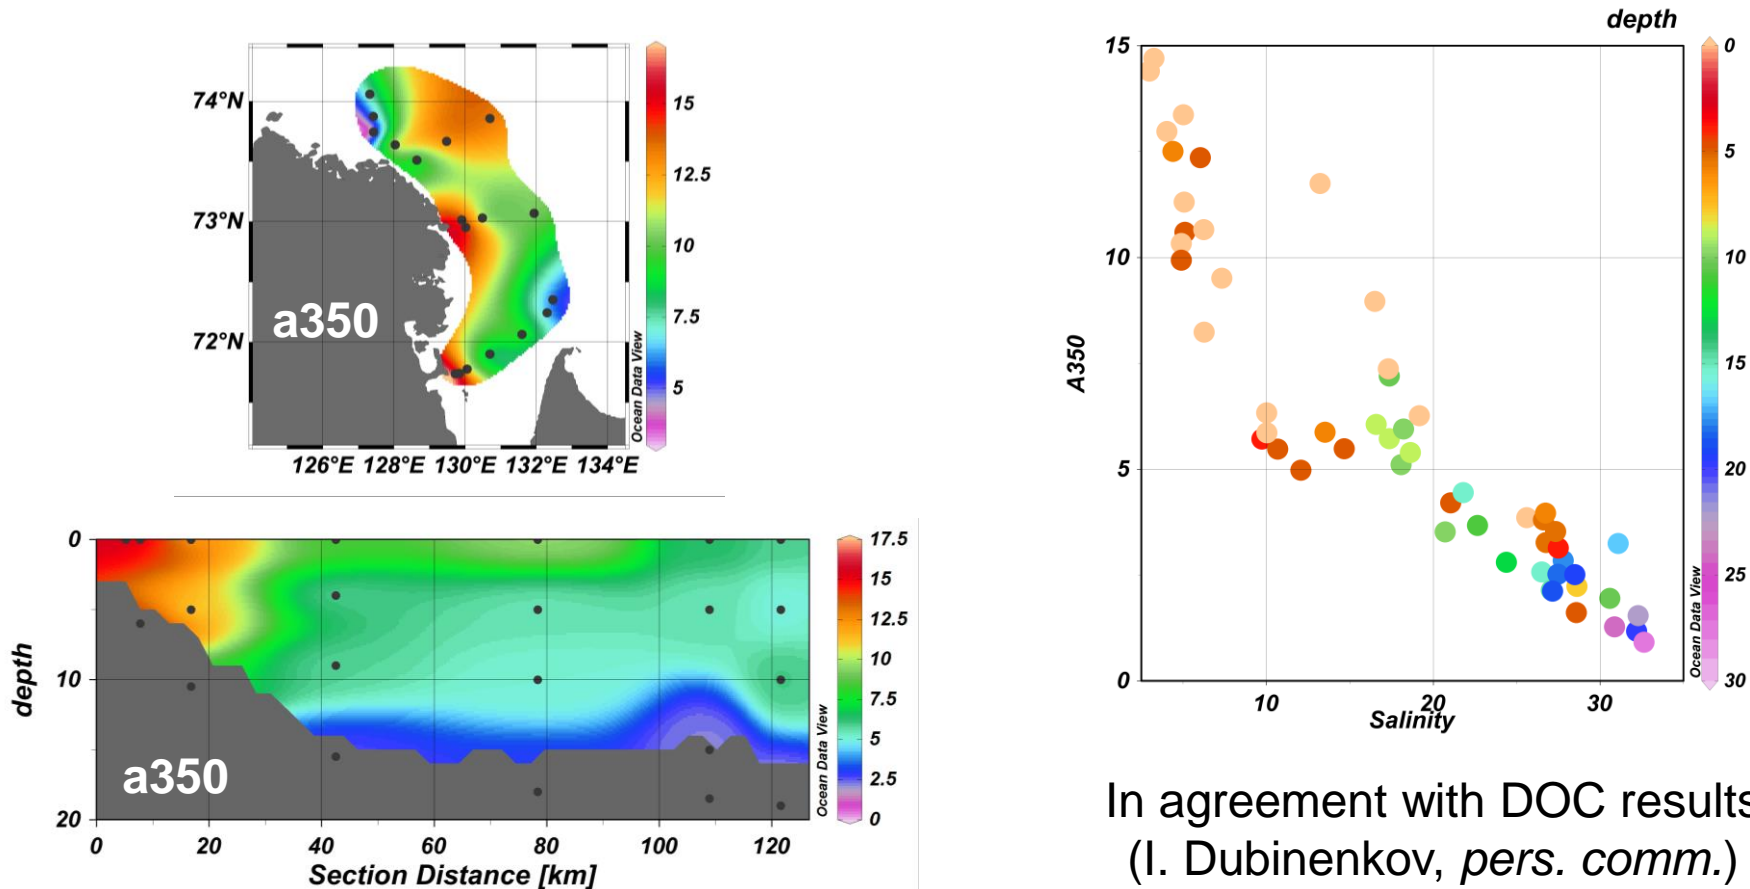 74°N
73°N
72°N
126°E 128°E 130°E 132°E 134°E
a350
15
12.5
10
7.5
5
Ocean Data View
0
10
20
depth
0 20 40 60 80 100 120
Section Distance [km]
a350
17.5
15
12.5
10
7.5
5
2.5
0
Ocean Data View
depth
15
10
5
0
A350
10 20 30
Salinity
0
5
10
15
20
25
30
Ocean Data View
In agreement with DOC results
(I. Dubinenkov, pers. comm.)